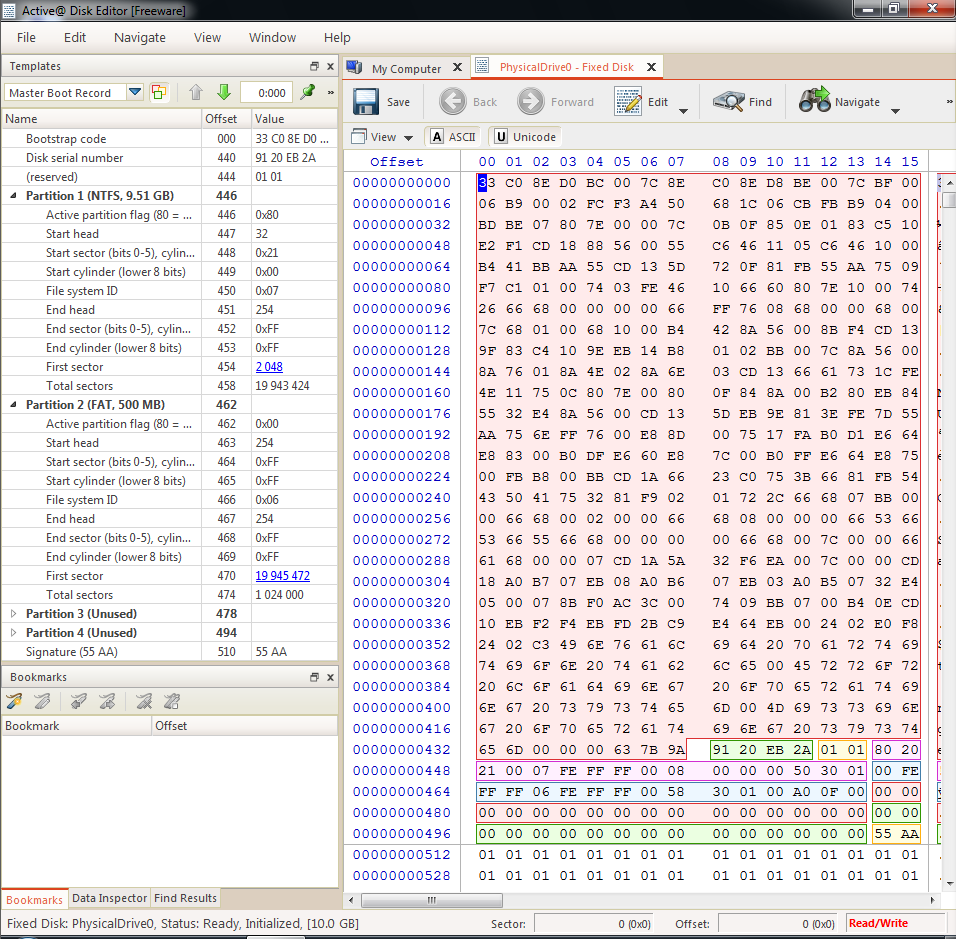 Active@ Disk Editor [Freeware]
File Edit Navigate View Window Help
Templates
Master Boot Record 0:000 »
Name Offset Value
Bootstrap code 000 33 C0 8E D0 ...
Disk serial number 440 91 20 EB 2A
(reserved) 444 01 01
Partition 1 (NTFS, 9.51 GB) 446
Active partition flag (80 = ... 446 0x80
Start head 447 32
Start sector (bits 0-5), cylin... 448 0x21
Start cylinder (lower 8 bits) 449 0x00
File system ID 450 0x07
End head 451 254
End sector (bits 0-5), cylin... 452 0xFF
End cylinder (lower 8 bits) 453 0xFF
First sector 454 2 048
Total sectors 458 19 943 424
Partition 2 (FAT, 500 MB) 462
Active partition flag (80 = ... 462 0x00
Start head 463 254
Start sector (bits 0-5), cylin... 464 0xFF
Start cylinder (lower 8 bits) 465 0xFF
File system ID 466 0x06
End head 467 254
End sector (bits 0-5), cylin... 468 0xFF
End cylinder (lower 8 bits) 469 0xFF
First sector 470 19 945 472
Total sectors 474 1 024 000
Partition 3 (Unused) 478
Partition 4 (Unused) 494
Signature (55 AA) 510 55 AA
Bookmarks
Bookmark Offset
Bookmarks Data Inspector Find Results
My Computer PhysicalDrive0 - Fixed Disk
Save Back Forward Edit Find Navigate »
View A ASCII U Unicode
Offset 00 01 02 03 04 05 06 07 08 09 10 11 12 13 14 15
00000000000 33 C0 8E D0 BC 00 7C 8E C0 8E D8 BE 00 7C BF 00
00000000016 06 B9 00 02 FC F3 A4 50 68 1C 06 CB FB B9 04 00
00000000032 BD BE 07 80 7E 00 00 7C 0B 0F 85 0E 01 83 C5 10
00000000048 E2 F1 CD 18 88 56 00 55 C6 46 11 05 C6 46 10 00
00000000064 B4 41 BB AA 55 CD 13 5D 72 0F 81 FB 55 AA 75 09
00000000080 F7 C1 01 00 74 03 FE 46 10 66 60 80 7E 10 00 74
00000000096 26 66 68 00 00 00 00 66 FF 76 08 68 00 00 68 00
00000000112 7C 68 01 00 68 10 00 B4 42 8A 56 00 8B F4 CD 13
00000000128 9F 83 C4 10 9E EB 14 B8 01 02 BB 00 7C 8A 56 00
00000000144 8A 76 01 8A 4E 02 8A 6E 03 CD 13 66 61 73 1C FE
00000000160 4E 11 75 0C 80 7E 00 80 0F 84 8A 00 B2 80 EB 84
00000000176 55 32 E4 8A 56 00 CD 13 5D EB 9E 81 3E FE 7D 55
00000000192 AA 75 6E FF 76 00 E8 8D 00 75 17 FA B0 D1 E6 64
00000000208 E8 83 00 B0 DF E6 60 E8 7C 00 B0 FF E6 64 E8 75
00000000224 00 FB B8 00 BB CD 1A 66 23 C0 75 3B 66 81 FB 54
00000000240 43 50 41 75 32 81 F9 02 01 72 2C 66 68 07 BB 00
00000000256 00 66 68 00 02 00 00 66 68 08 00 00 00 66 53 66
00000000272 53 66 55 66 68 00 00 00 00 66 68 00 7C 00 00 66
00000000288 61 68 00 00 07 CD 1A 5A 32 F6 EA 00 7C 00 00 CD
00000000304 18 A0 B7 07 EB 08 A0 B6 07 EB 03 A0 B5 07 32 E4
00000000320 05 00 07 8B F0 AC 3C 00 74 09 BB 07 00 B4 0E CD
00000000336 10 EB F2 F4 EB FD 2B C9 E4 64 EB 00 24 02 E0 F8
00000000352 24 02 C3 49 6E 76 61 6C 69 64 20 70 61 72 74 69
00000000368 74 69 6F 6E 20 74 61 62 6C 65 00 45 72 72 6F 72
00000000384 20 6C 6F 61 64 69 6E 67 20 6F 70 65 72 61 74 69
00000000400 6E 67 20 73 79 73 74 65 6D 00 4D 69 73 73 69 6E
00000000416 67 20 6F 70 65 72 61 74 69 6E 67 20 73 79 73 74
00000000432 65 6D 00 00 00 63 7B 9A 91 20 EB 2A 01 01 80 20
00000000448 21 00 07 FE FF FF 00 08 00 00 00 50 30 01 00 FE
00000000464 FF FF 06 FE FF FF 00 58 30 01 00 A0 0F 00 00 00
00000000480 00 00 00 00 00 00 00 00 00 00 00 00 00 00 00 00
00000000496 00 00 00 00 00 00 00 00 00 00 00 00 00 00 55 AA
00000000512 01 01 01 01 01 01 01 01 01 01 01 01 01 01 01 01
00000000528 01 01 01 01 01 01 01 01 01 01 01 01 01 01 01 01
Fixed Disk: PhysicalDrive0, Status: Ready, Initialized, [10.0 GB] Sector: 0 (0x0) Offset: 0 (0x0) Read/Write